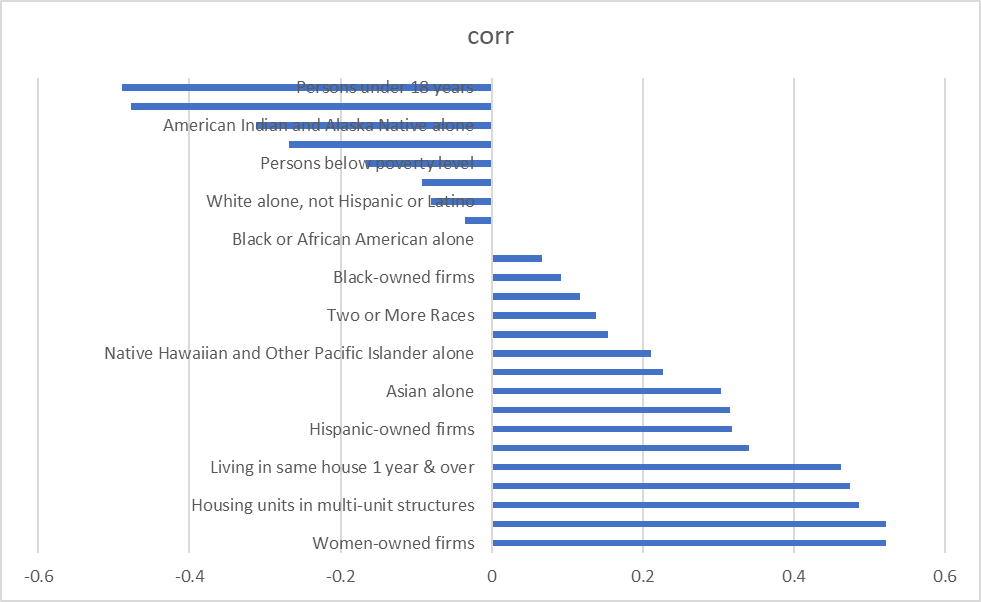 corr
Persons under 18 years
American Indian and Alaska Native alone
Persons below poverty level
White alone, not Hispanic or Latino
Black or African American alone
Black-owned firms
Two or More Races
Native Hawaiian and Other Pacific Islander alone
Asian alone
Hispanic-owned firms
Living in same house 1 year & over
Housing units in multi-unit structures
Women-owned firms
-0.6 -0.4 -0.2 0 0.2 0.4 0.6